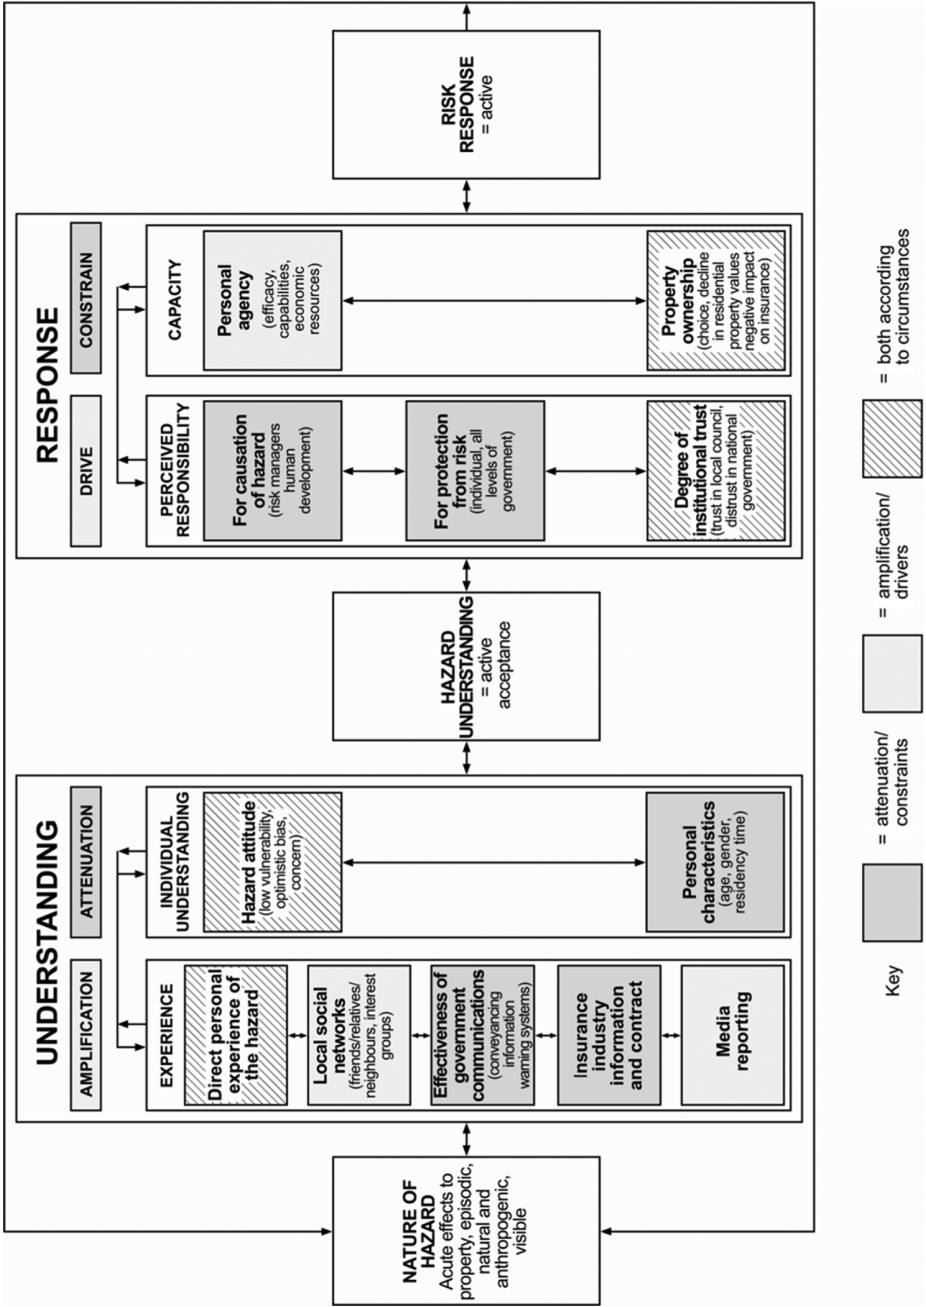 NATURE OF
HAZARD
Acute effects to
property, episodic,
natural and
anthropogenic,
visible
UNDERSTANDING
AMPLIFICATION
ATTENUATION
EXPERIENCE
Direct personal
experience of
the hazard
Local social
networks
(friends/relatives/
neighbours, interest
groups)
Effectiveness of
government
communications
(conveyancing
information
warning systems)
Insurance
industry
information
and contract
Media
reporting
INDIVIDUAL
UNDERSTANDING
Hazard attitude
(low vulnerability,
optimistic bias,
concern)
Personal
characteristics
(age, gender,
residency time)
HAZARD
UNDERSTANDING
= active
acceptance
RESPONSE
DRIVE
CONSTRAIN
PERCEIVED
RESPONSIBILITY
For causation
of hazard
(risk managers
human
development)
For protection
from risk
(individual, all
levels of
government)
Degree of
institutional trust
(trust in local council,
distrust in national
government)
CAPACITY
Personal
agency
(efficacy,
capabilities,
economic
resources)
Property
ownership
(choice, decline
in residential
property values
negative impact
on insurance)
RISK
RESPONSE
= active
Key
= attenuation/
constraints
= amplification/
drivers
= both according
to circumstances